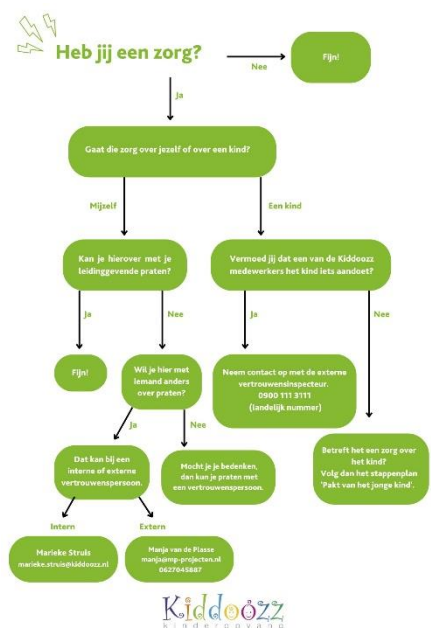 Heb jij een zorg?
Nee
Fijn!
Ja
Gaat die zorg over jezelf of over een kind?
Mijzelf
Een kind
Kan je hierover met je
leidinggevende praten?
Vermoed jij dat een van de Kiddoozz
medewerkers het kind iets aandoet?
Ja
Nee
Ja
Nee
Fijn!
Wil je hier met
iemand anders
over praten?
Neem contact op met de externe
vertrouwensinspecteur.
0900 111 3111
(landelijk nummer)
Ja
Nee
Dat kan bij een
interne of externe
vertrouwenspersoon.
Mocht je je bedenken,
dan kun je praten met
een vertrouwenspersoon.
Betreft het een zorg over
het kind?
Volg dan het stappenplan
'Pakt van het jonge kind'.
Intern
Extern
Marieke Struis
marieke.struis@kiddoozz.nl
Manja van de Plasse
manja@mp-projecten.nl
0627045887
Kiddoozz
kinderopvang